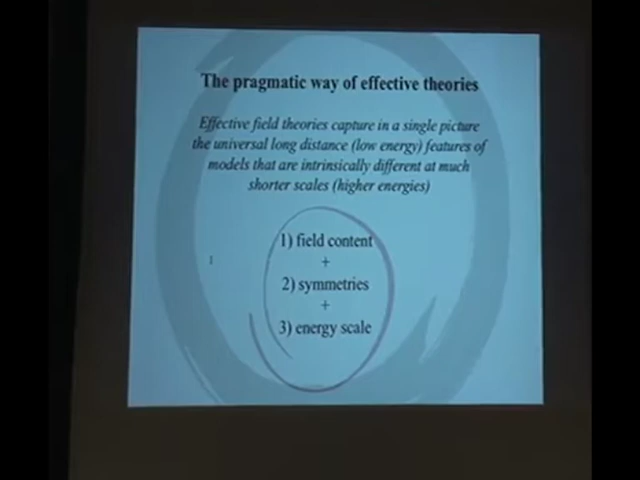 The pragmatic way of effective theories
Effective field theories capture in a single picture
the universal long distance (low energy) features of
models that are intrinsically different at much
shorter scales (higher energies)
1) field content
+
2) symmetries
+
3) energy scale